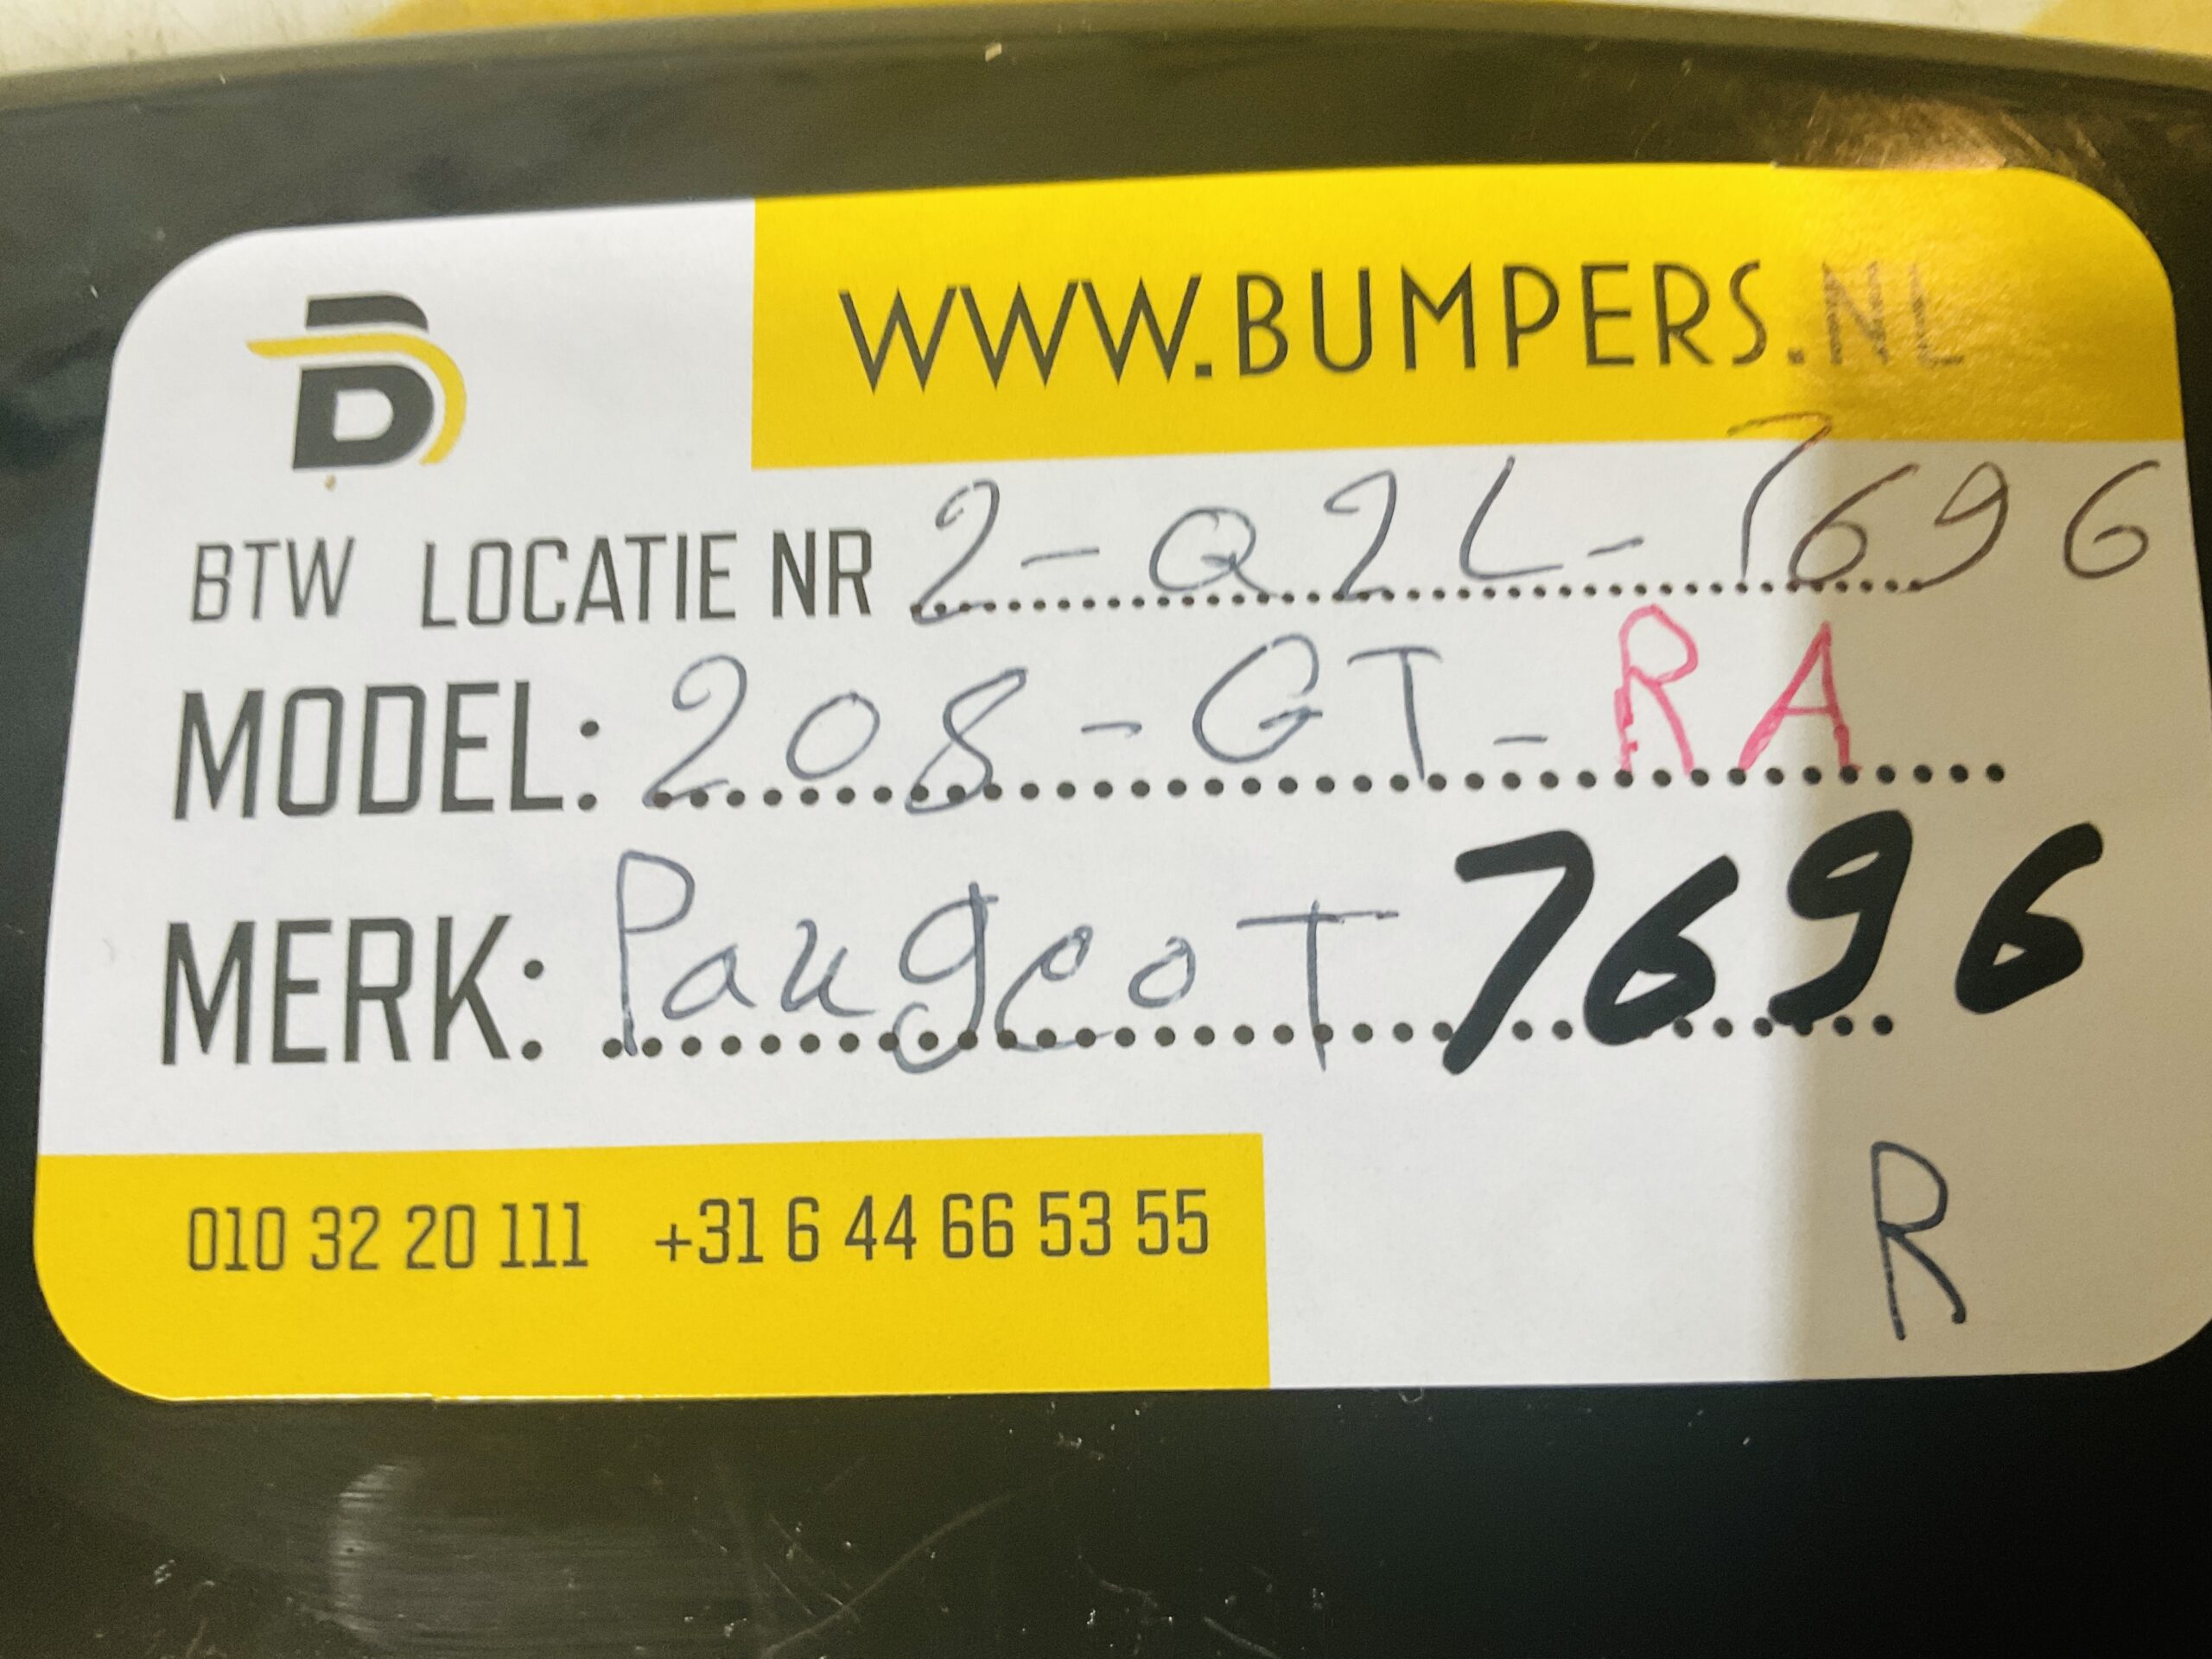 WWW.BUMPERS.NL
BTW LOCATIE NR 2-Q2L-7696
MODEL: 208-GT-RA
MERK: Paugeot 7696
R
010 32 20 111 +31 6 44 66 53 55